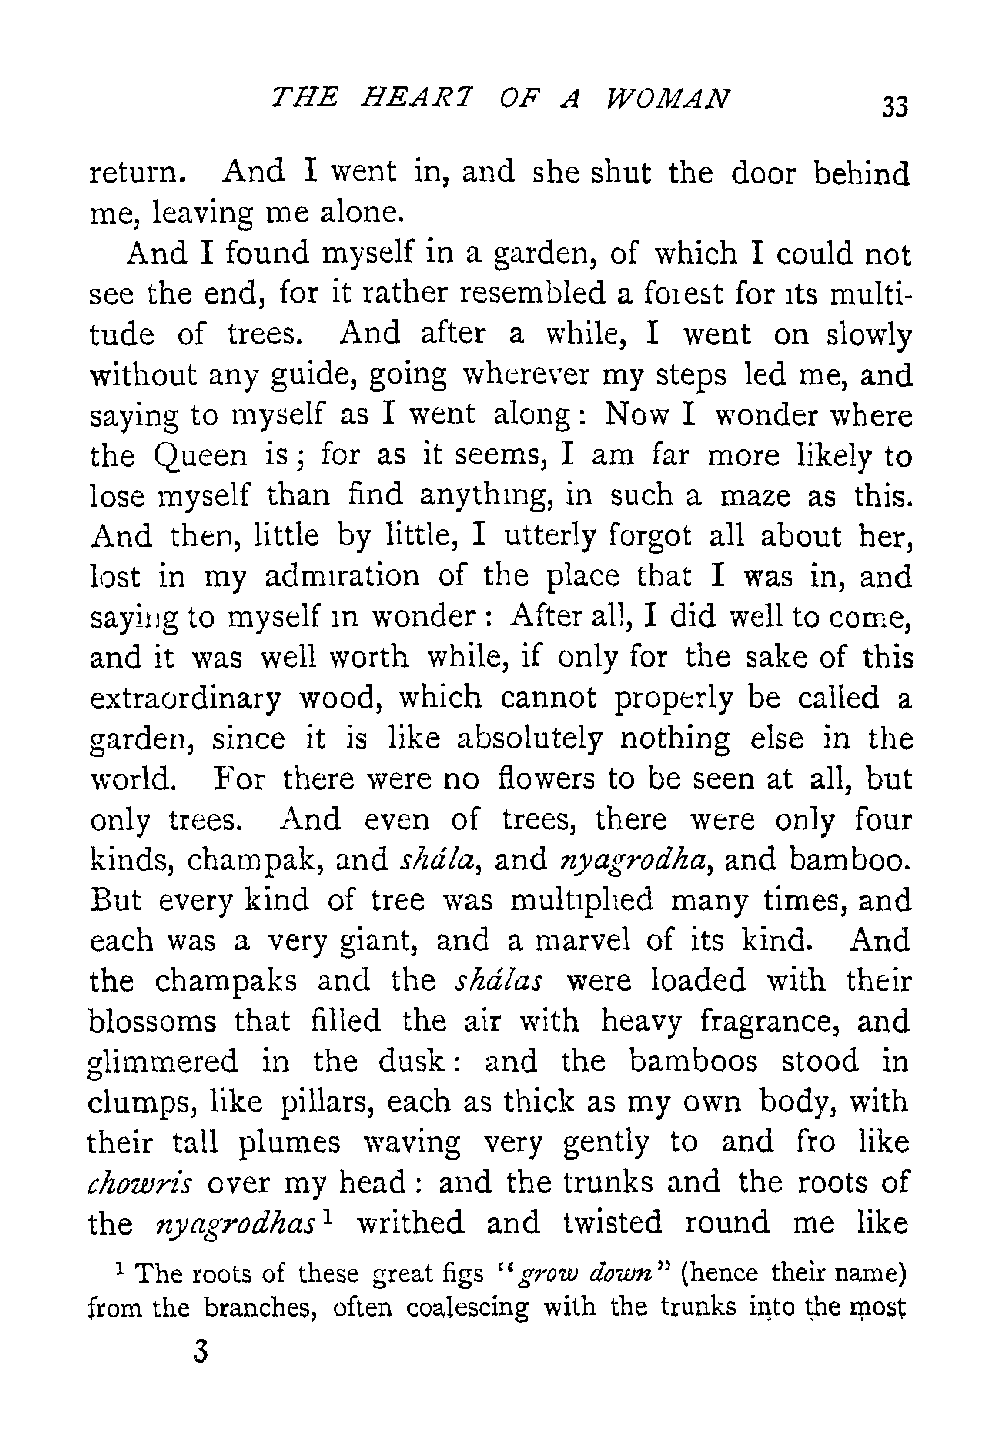 THE HEART OF A WOMAN 33
return. And I went in, and she shut the door behind
me, leaving me alone.
And I found myself in a garden, of which I could not
see the end, for it rather resembled a forest for its multi-
tude of trees. And after a while, I went on slowly
without any guide, going wherever my steps led me, and
saying to myself as I went along: Now I wonder where
the Queen is; for as it seems, I am far more likely to
lose myself than find anything, in such a maze as this.
And then, little by little, I utterly forgot all about her,
lost in my admiration of the place that I was in, and
saying to myself in wonder: After all, I did well to come,
and it was well worth while, if only for the sake of this
extraordinary wood, which cannot properly be called a
garden, since it is like absolutely nothing else in the
world. For there were no flowers to be seen at all, but
only trees. And even of trees, there were only four
kinds, champak, and shála, and nyagrodha, and bamboo.
But every kind of tree was multiplied many times, and
each was a very giant, and a marvel of its kind. And
the champaks and the shálas were loaded with their
blossoms that filled the air with heavy fragrance, and
glimmered in the dusk: and the bamboos stood in
clumps, like pillars, each as thick as my own body, with
their tall plumes waving very gently to and fro like
chowris over my head: and the trunks and the roots of
the nyagrodhas¹ writhed and twisted round me like
¹ The roots of these great figs "grow down" (hence their name)
from the branches, often coalescing with the trunks into the most
3